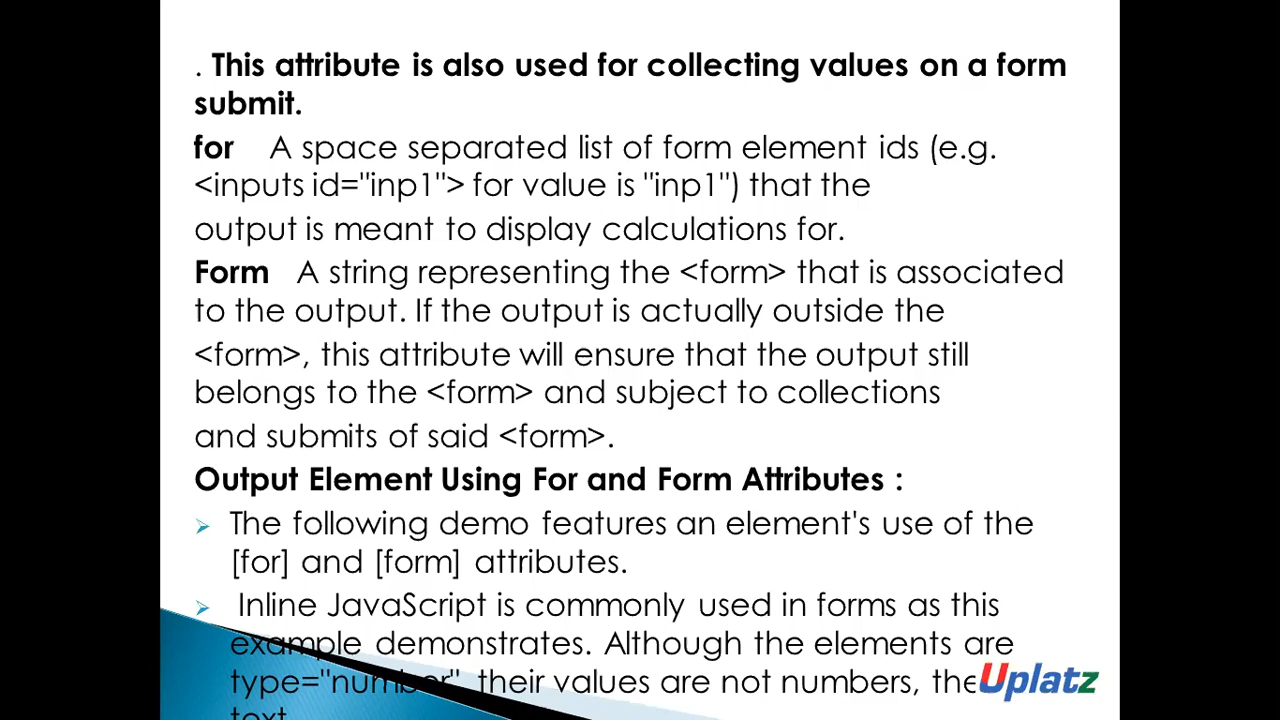 . This attribute is also used for collecting values on a form
submit.
for A space separated list of form element ids (e.g.
<inputs id="inp1"> for value is "inp1") that the
output is meant to display calculations for.
Form A string representing the <form> that is associated
to the output. If the output is actually outside the
<form>, this attribute will ensure that the output still
belongs to the <form> and subject to collections
and submits of said <form>.
Output Element Using For and Form Attributes :
The following demo features an element's use of the
[for] and [form] attributes.
Inline JavaScript is commonly used in forms as this
example demonstrates. Although the elements are
type="number", their values are not numbers,
text
Uplatz